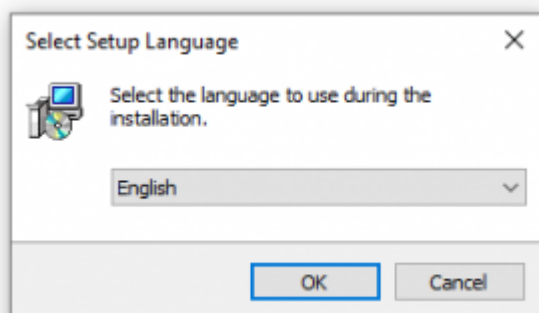 Select Setup Language
Select the language to use during the
installation.
English
OK
Cancel